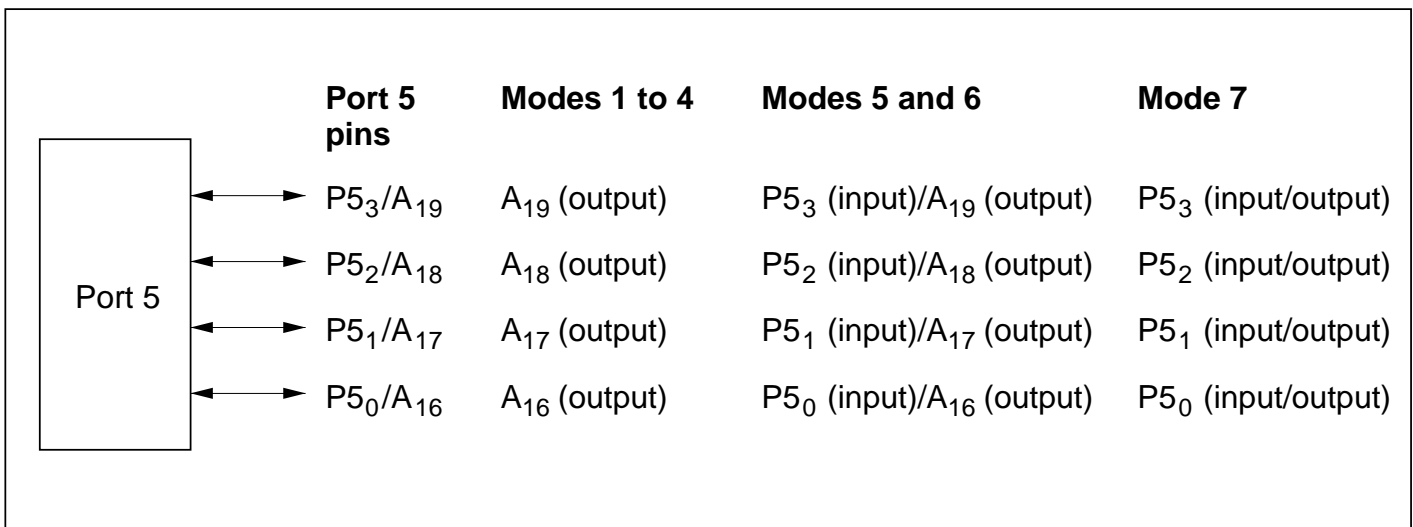 Port 5 pins Modes 1 to 4 Modes 5 and 6 Mode 7
P5₃/A₁₉ A₁₉ (output) P5₃ (input)/A₁₉ (output) P5₃ (input/output)
P5₂/A₁₈ A₁₈ (output) P5₂ (input)/A₁₈ (output) P5₂ (input/output)
Port 5
P5₁/A₁₇ A₁₇ (output) P5₁ (input)/A₁₇ (output) P5₁ (input/output)
P5₀/A₁₆ A₁₆ (output) P5₀ (input)/A₁₆ (output) P5₀ (input/output)